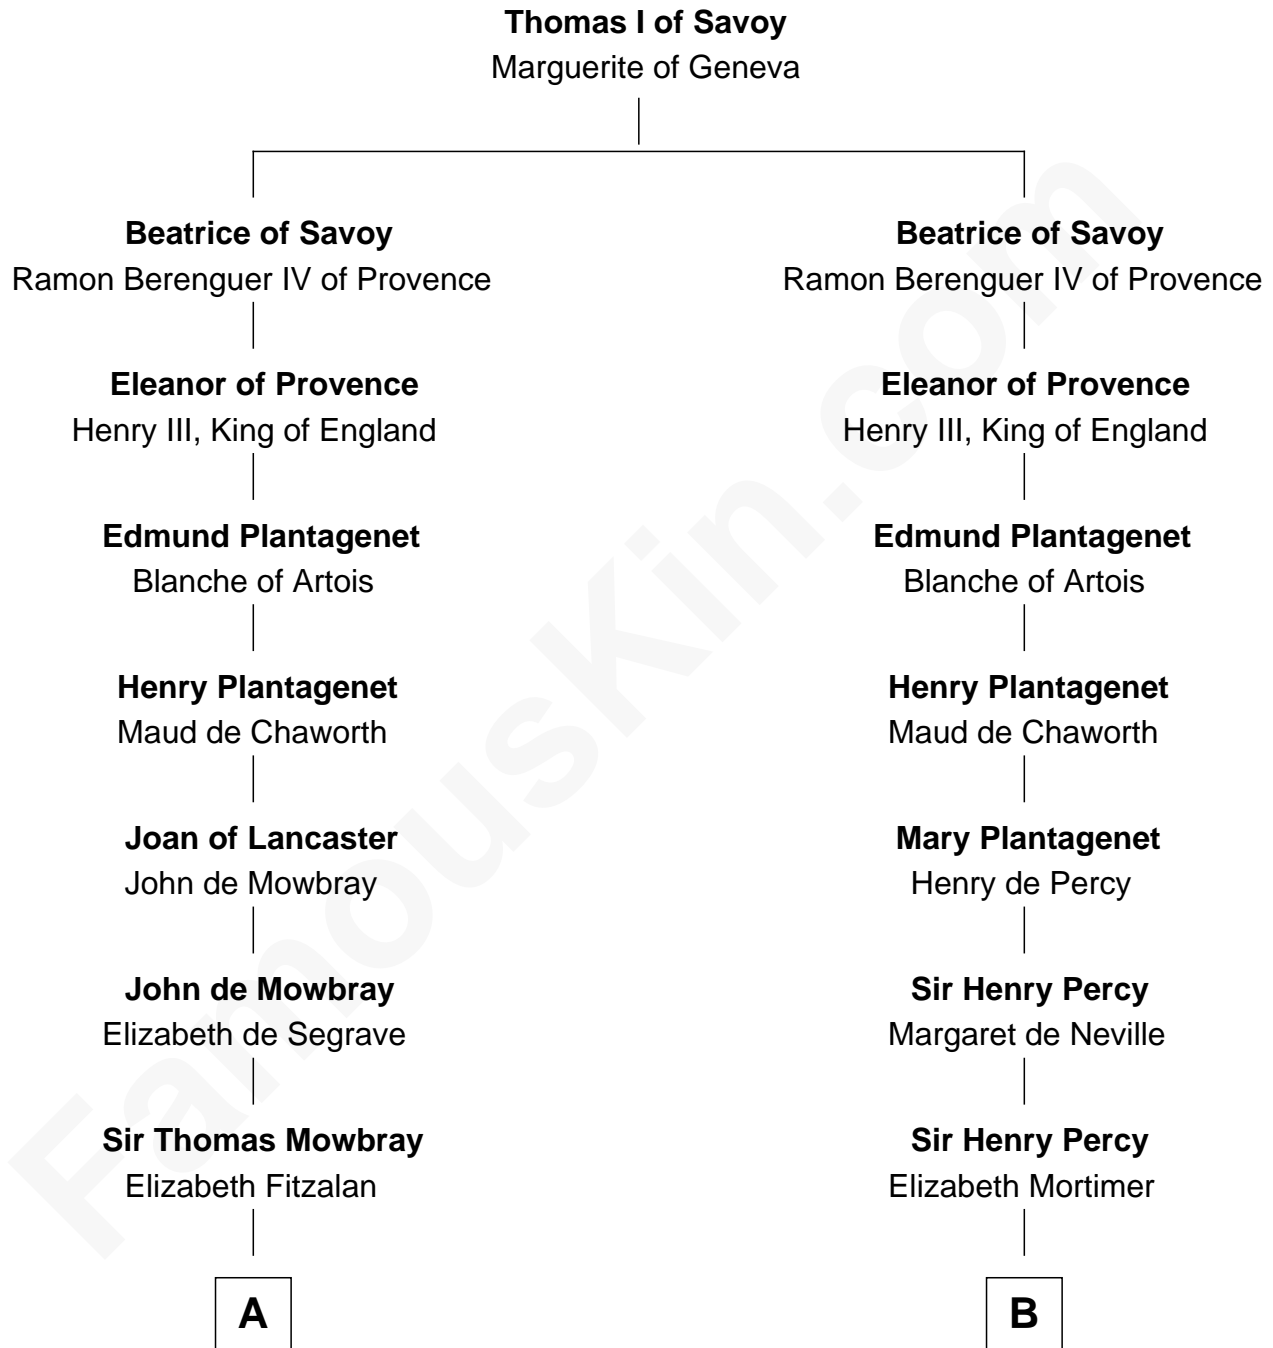 Thomas I of Savoy
Marguerite of Geneva
Beatrice of Savoy
Ramon Berenguer IV of Provence
Eleanor of Provence
Henry III, King of England
Edmund Plantagenet
Blanche of Artois
Henry Plantagenet
Maud de Chaworth
Joan of Lancaster
John de Mowbray
John de Mowbray
Elizabeth de Segrave
Sir Thomas Mowbray
Elizabeth Fitzalan
A
Beatrice of Savoy
Ramon Berenguer IV of Provence
Eleanor of Provence
Henry III, King of England
Edmund Plantagenet
Blanche of Artois
Henry Plantagenet
Maud de Chaworth
Mary Plantagenet
Henry de Percy
Sir Henry Percy
Margaret de Neville
Sir Henry Percy
Elizabeth Mortimer
B
FamousKin.com